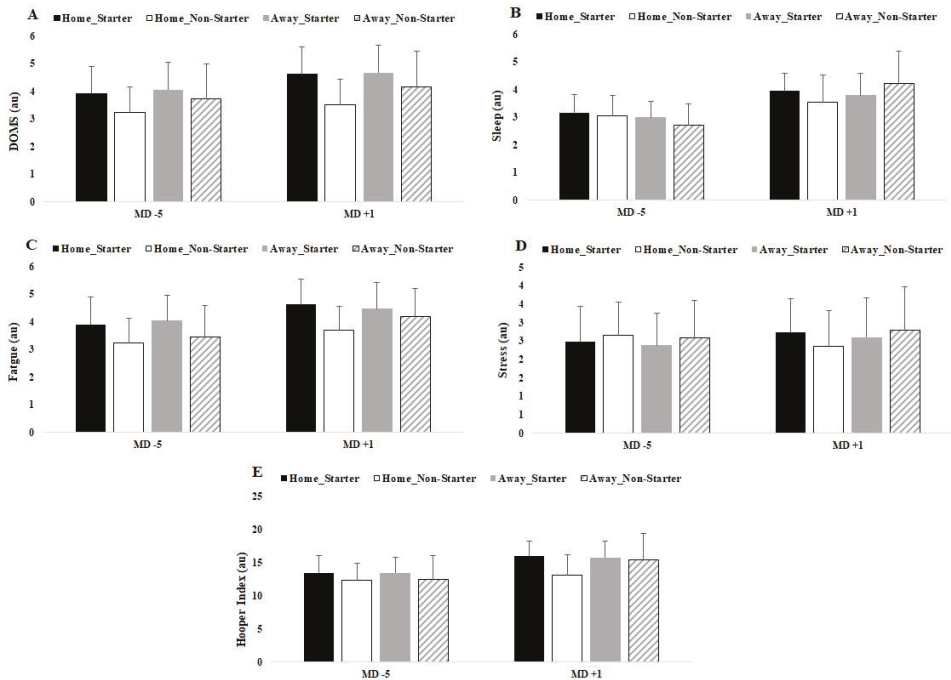 A
■Home_Starter □Home_Non-Starter ■Away_Starter ▨Away_Non-Starter
6
5
4
3
2
1
0
DOMS (au)
MD -5 MD +1
B
■Home_Starter □Home_Non-Starter ■Away_Starter ▨Away_Non-Starter
6
5
4
3
2
1
0
Sleep (au)
MD -5 MD +1
C
■Home_Starter □Home_Non-Starter ■Away_Starter ▨Away_Non-Starter
6
5
4
3
2
1
0
Fatgue (au)
MD -5 MD +1
D
■Home_Starter □Home_Non-Starter ■Away_Starter ▨Away_Non-Starter
5
4
4
3
3
2
2
1
1
0
Stress (au)
MD -5 MD +1
E
■Home_Starter □Home_Non-Starter ■Away_Starter ▨Away_Non-Starter
25
20
15
10
5
0
Hooper Index (au)
MD -5 MD +1